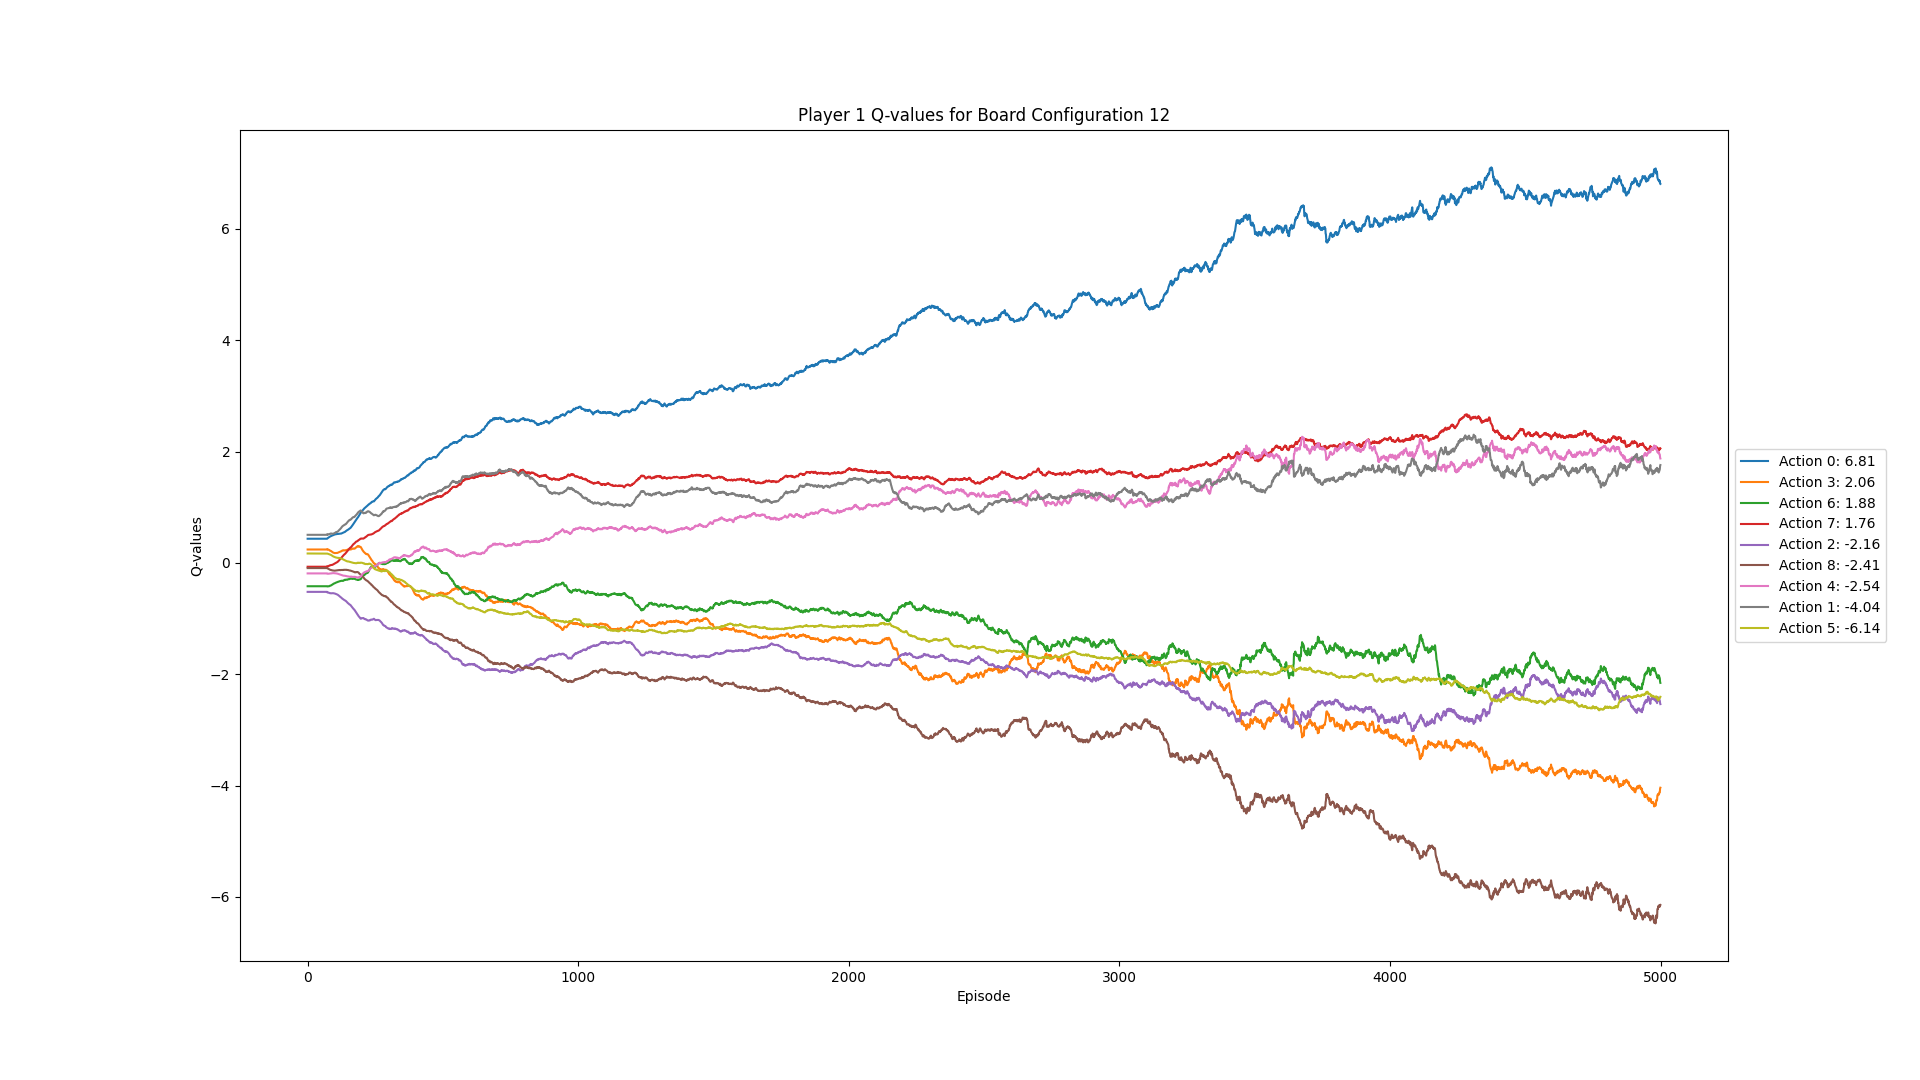 Player 1 Q-values for Board Configuration 12
6
4
2
0
−2
−4
−6
Q-values
0
1000
2000
3000
4000
5000
Episode
Action 0: 6.81
Action 3: 2.06
Action 6: 1.88
Action 7: 1.76
Action 2: -2.16
Action 8: -2.41
Action 4: -2.54
Action 1: -4.04
Action 5: -6.14